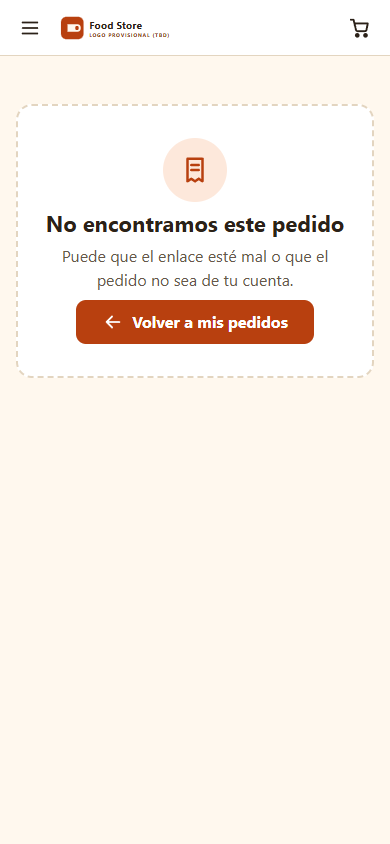 Food Store
LOGO PROVISIONAL (TBD)
No encontramos este pedido
Puede que el enlace esté mal o que el
pedido no sea de tu cuenta.
Volver a mis pedidos